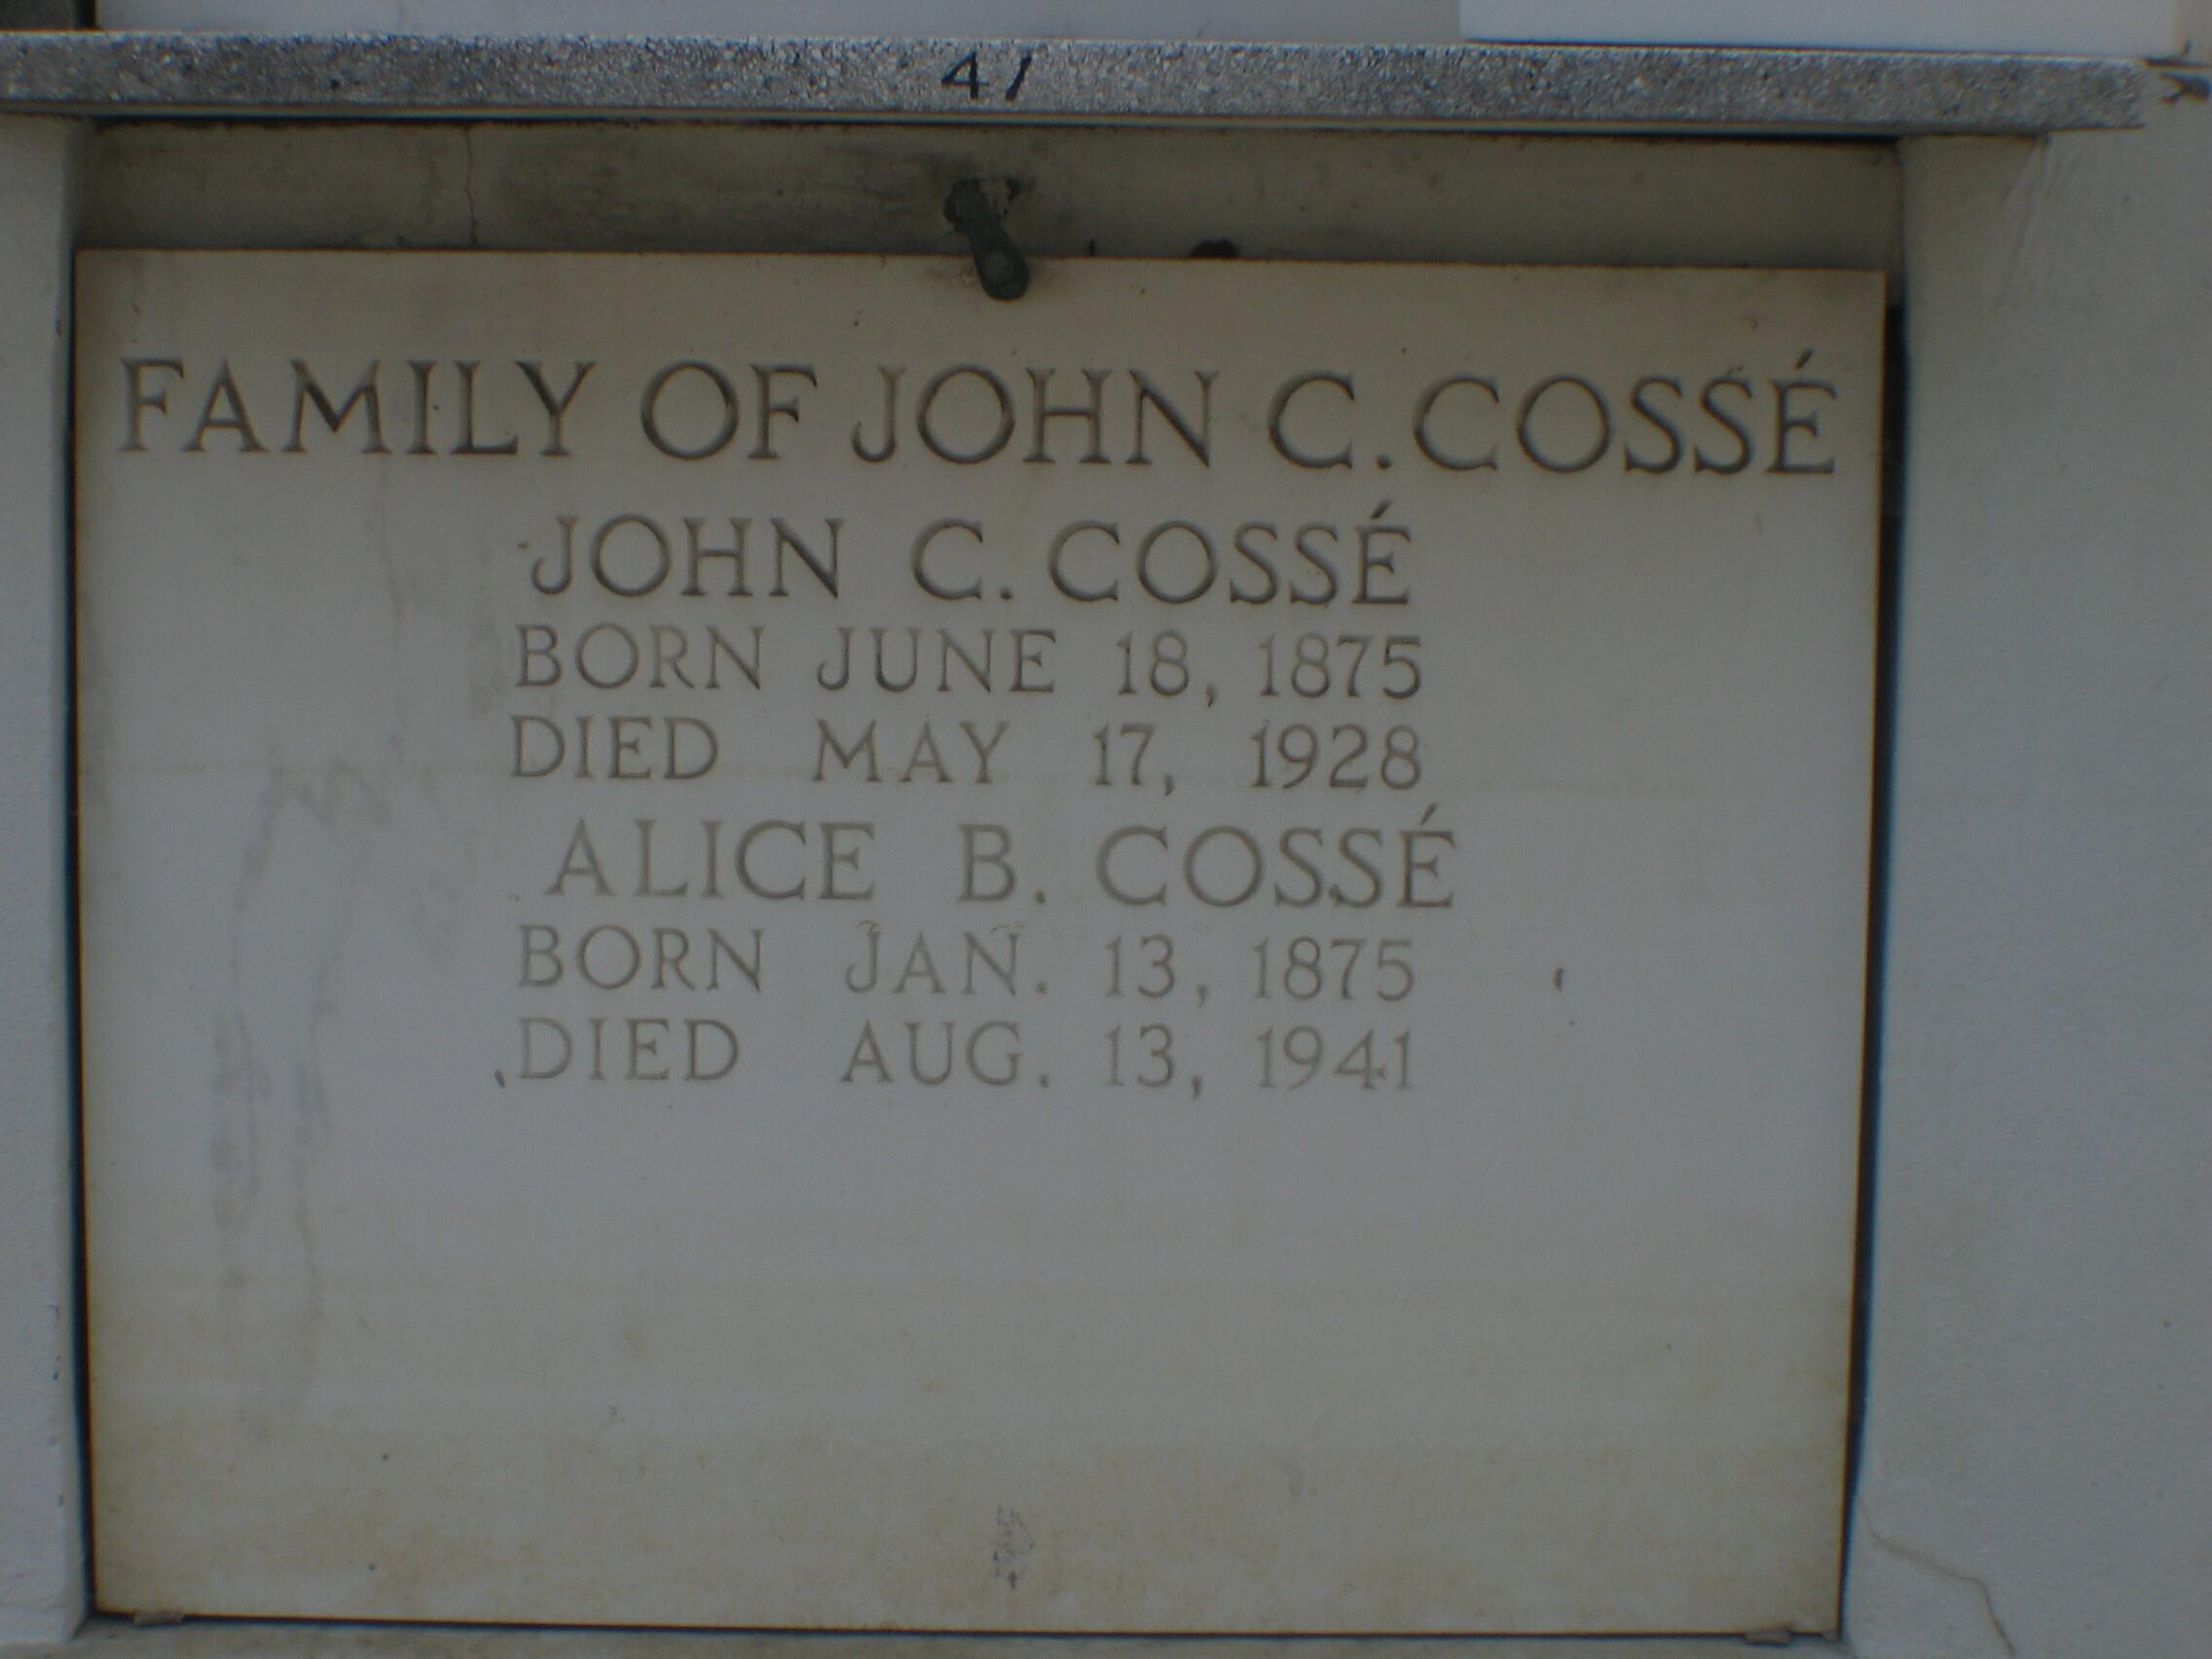 41
FAMILY OF JOHN C. COSSÉ
JOHN C. COSSÉ
BORN JUNE 18, 1875
DIED MAY 17, 1928
ALICE B. COSSÉ
BORN JAN. 13, 1875
DIED AUG. 13, 1941